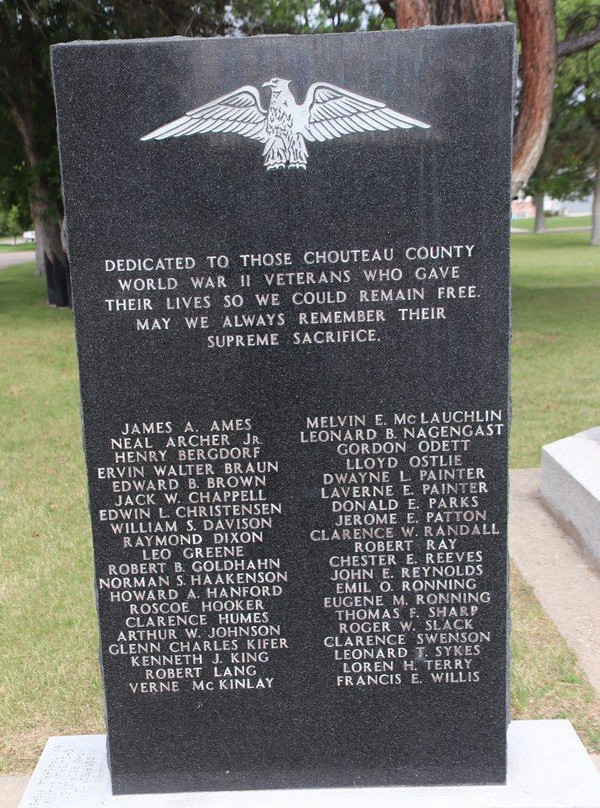 DEDICATED TO THOSE CHOUTEAU COUNTY
WORLD WAR II VETERANS WHO GAVE
THEIR LIVES SO WE COULD REMAIN FREE.
MAY WE ALWAYS REMEMBER THEIR
SUPREME SACRIFICE.
JAMES A. AMES
NEAL ARCHER JR
HENRY BERGDORF
ERVIN WALTER BRAUN
EDWARD B. BROWN
JACK W. CHAPPELL
EDWIN L. CHRISTENSEN
WILLIAM S. DAVISON
RAYMOND DIXON
LEO GREENE
ROBERT B. GOLDHAHN
NORMAN S. HAAKENSON
HOWARD A. HANFORD
ROSCOE HOOKER
CLARENCE HUMES
ARTHUR W. JOHNSON
GLENN CHARLES KIFER
KENNETH J. KING
ROBERT LANG
VERNE McKINLAY
MELVIN E. McLAUCHLIN
LEONARD B. NAGENGAST
GORDON ODETT
LLOYD OSTLIE
DWAYNE L. PAINTER
LAVERNE E. PAINTER
DONALD E. PARKS
JEROME E. PATTON
CLARENCE W. RANDALL
ROBERT RAY
CHESTER E. REEVES
JOHN E. REYNOLDS
EMIL O. RONNING
EUGENE M. RONNING
THOMAS F. SHARP
ROGER W. SLACK
CLARENCE SWENSON
LEONARD T. SYKES
LOREN H. TERRY
FRANCIS E. WILLIS